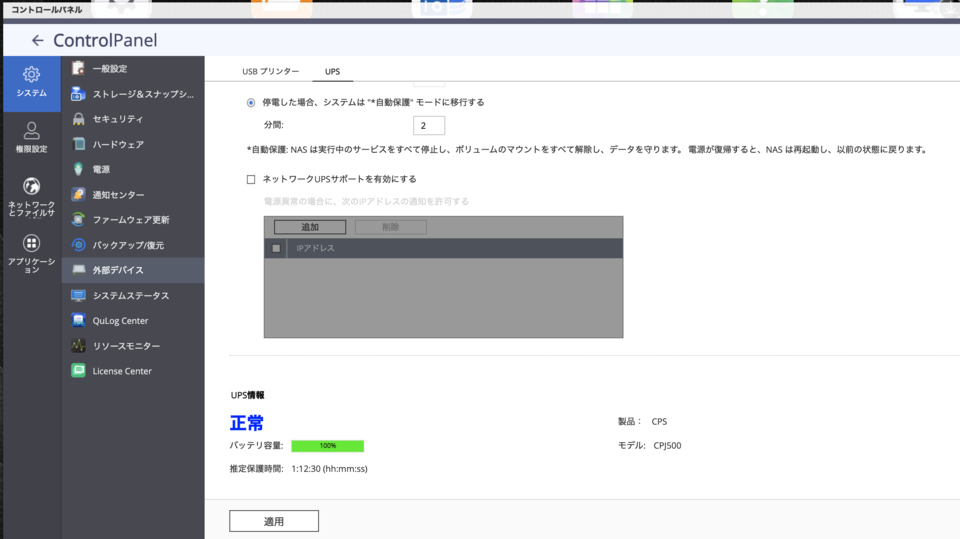 コントロールパネル
ControlPanel
システム
権限設定
ネットワーク
とファイルサ
アプリケーシ
ョン
一般設定
ストレージ＆スナップシ...
セキュリティ
ハードウェア
電源
通知センター
ファームウェア更新
バックアップ/復元
外部デバイス
システムステータス
QuLog Center
リソースモニター
License Center
USB プリンター
UPS
停電した場合、システムは "*自動保護" モードに移行する
分間:
2
*自動保護: NAS は実行中のサービスをすべて停止し、ボリュームのマウントをすべて解除し、データを守ります。 電源が復帰すると、NAS は再起動し、以前の状態に戻ります。
ネットワークUPSサポートを有効にする
電源異常の場合に、次のIPアドレスの通知を許可する
追加
削除
IPアドレス
UPS情報
正常
製品： CPS
バッテリ容量: 100%
モデル: CPJ500
推定保護時間: 1:12:30 (hh:mm:ss)
適用